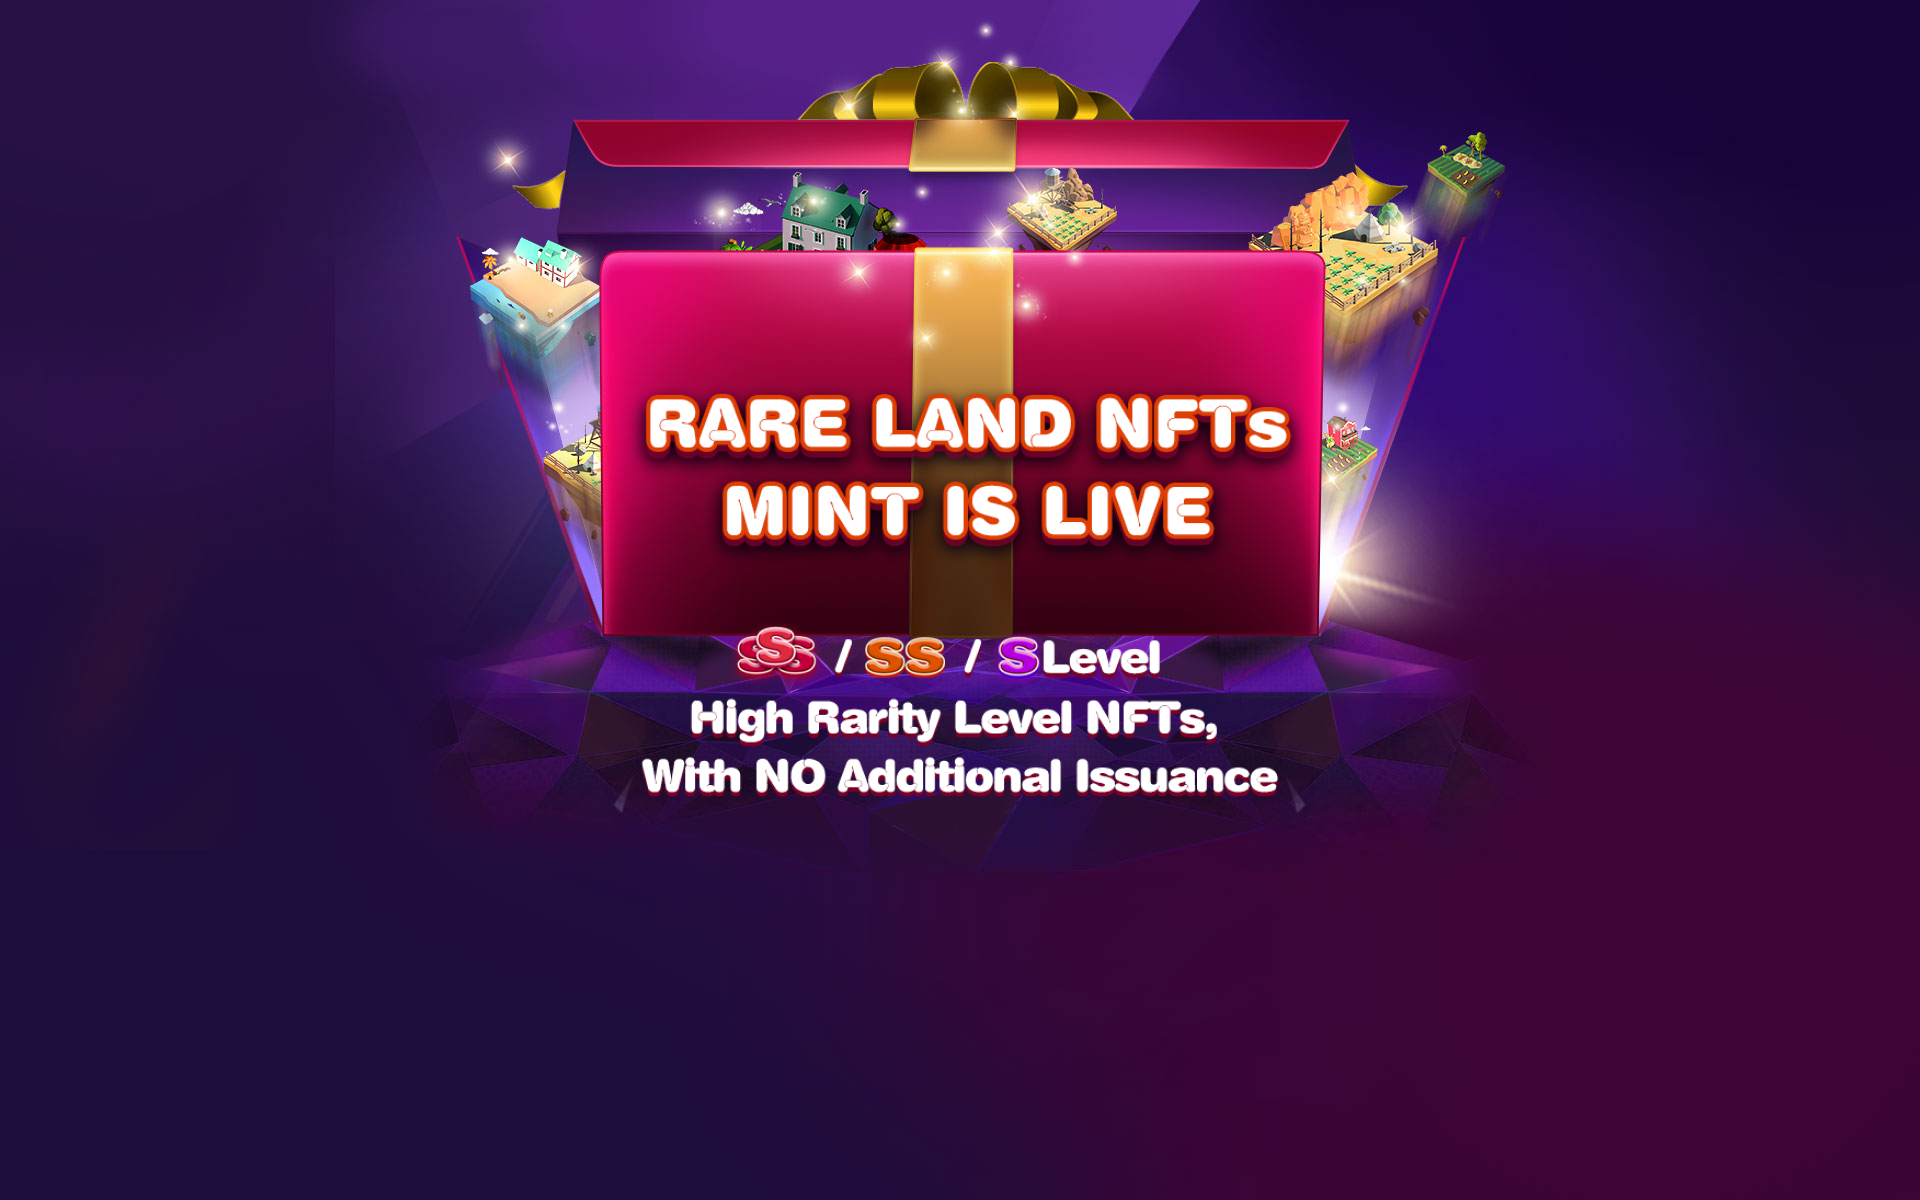 RARE LAND NFTs
MINT IS LIVE
SSS / SS / S Level
High Rarity Level NFTs,
With NO Additional Issuance